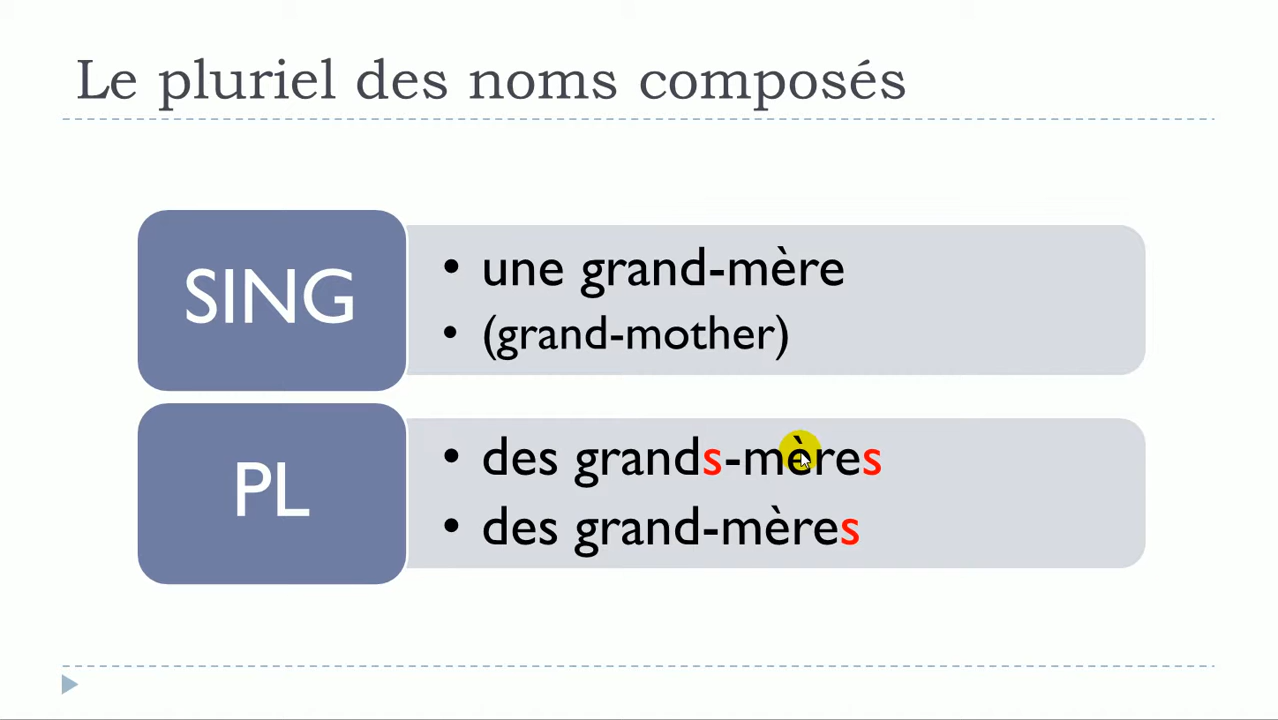 Le pluriel des noms composés
SING
• une grand-mère
• (grand-mother)
PL
• des grands-mères
• des grand-mères